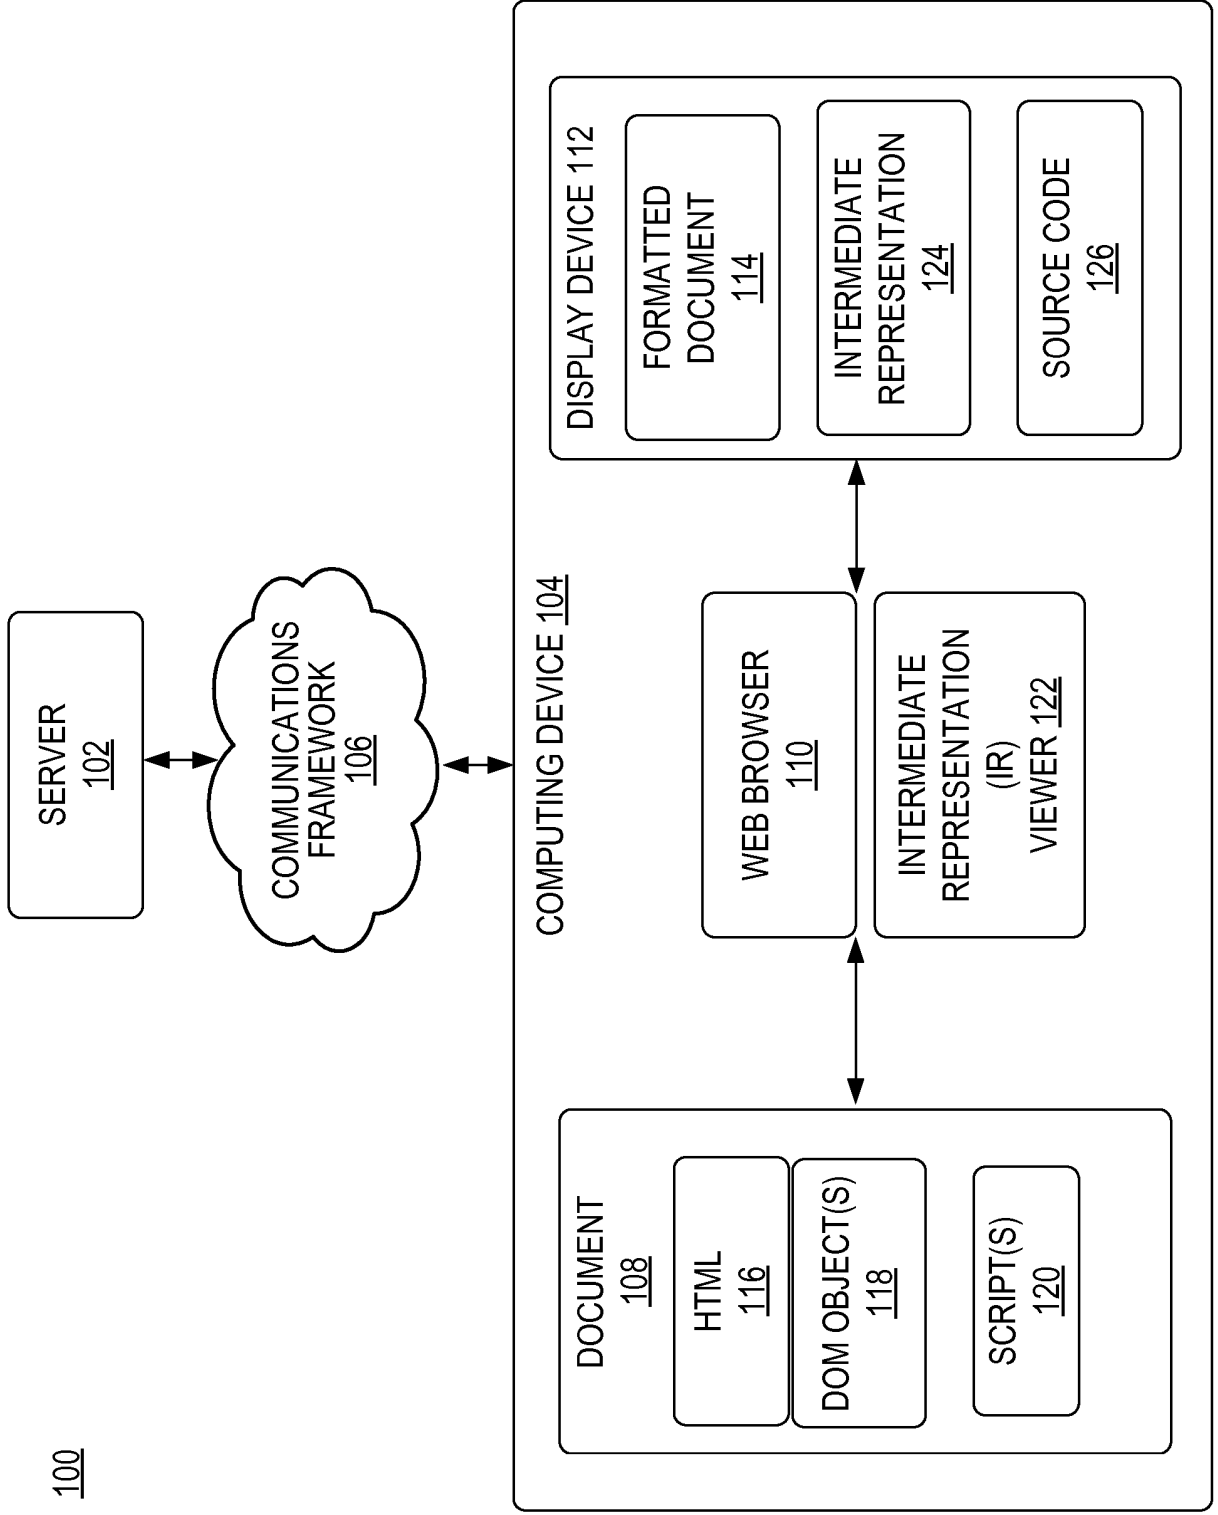 100
SERVER
102
COMMUNICATIONS
FRAMEWORK
106
COMPUTING DEVICE 104
DOCUMENT
108
HTML
116
DOM OBJECT(S)
118
SCRIPT(S)
120
WEB BROWSER
110
INTERMEDIATE
REPRESENTATION
(IR)
VIEWER 122
DISPLAY DEVICE 112
FORMATTED
DOCUMENT
114
INTERMEDIATE
REPRESENTATION
124
SOURCE CODE
126